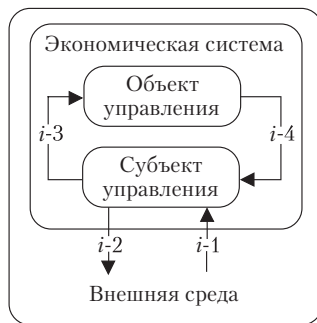 Экономическая система
Объект
управления
i-3
i-4
Субъект
управления
i-2
i-1
Внешняя среда